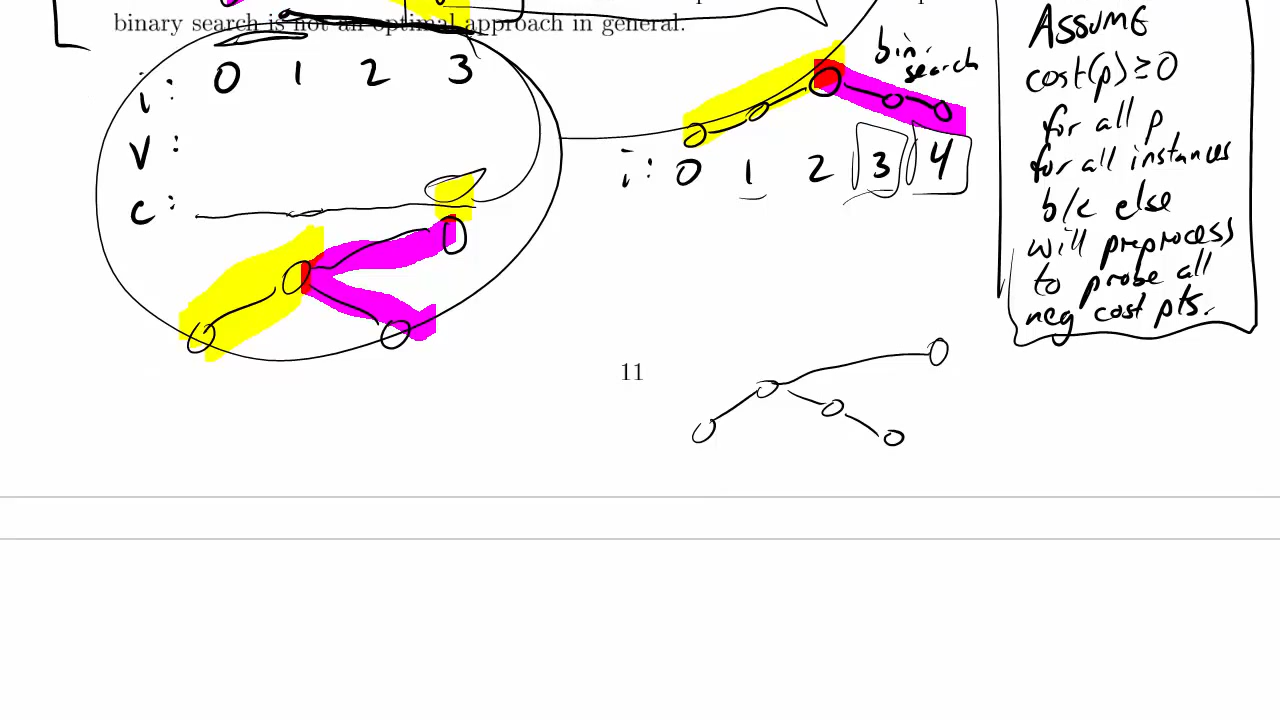 binary search is not an optimal approach in general.
i: 0 1 2 3
V:
C:
bin.
search
i: 0 1 2 3 4
ASSUME
cost(p) ≥ 0
for all p
for all instances
b/c else
will preprocess
to probe all
neg cost pts.
11